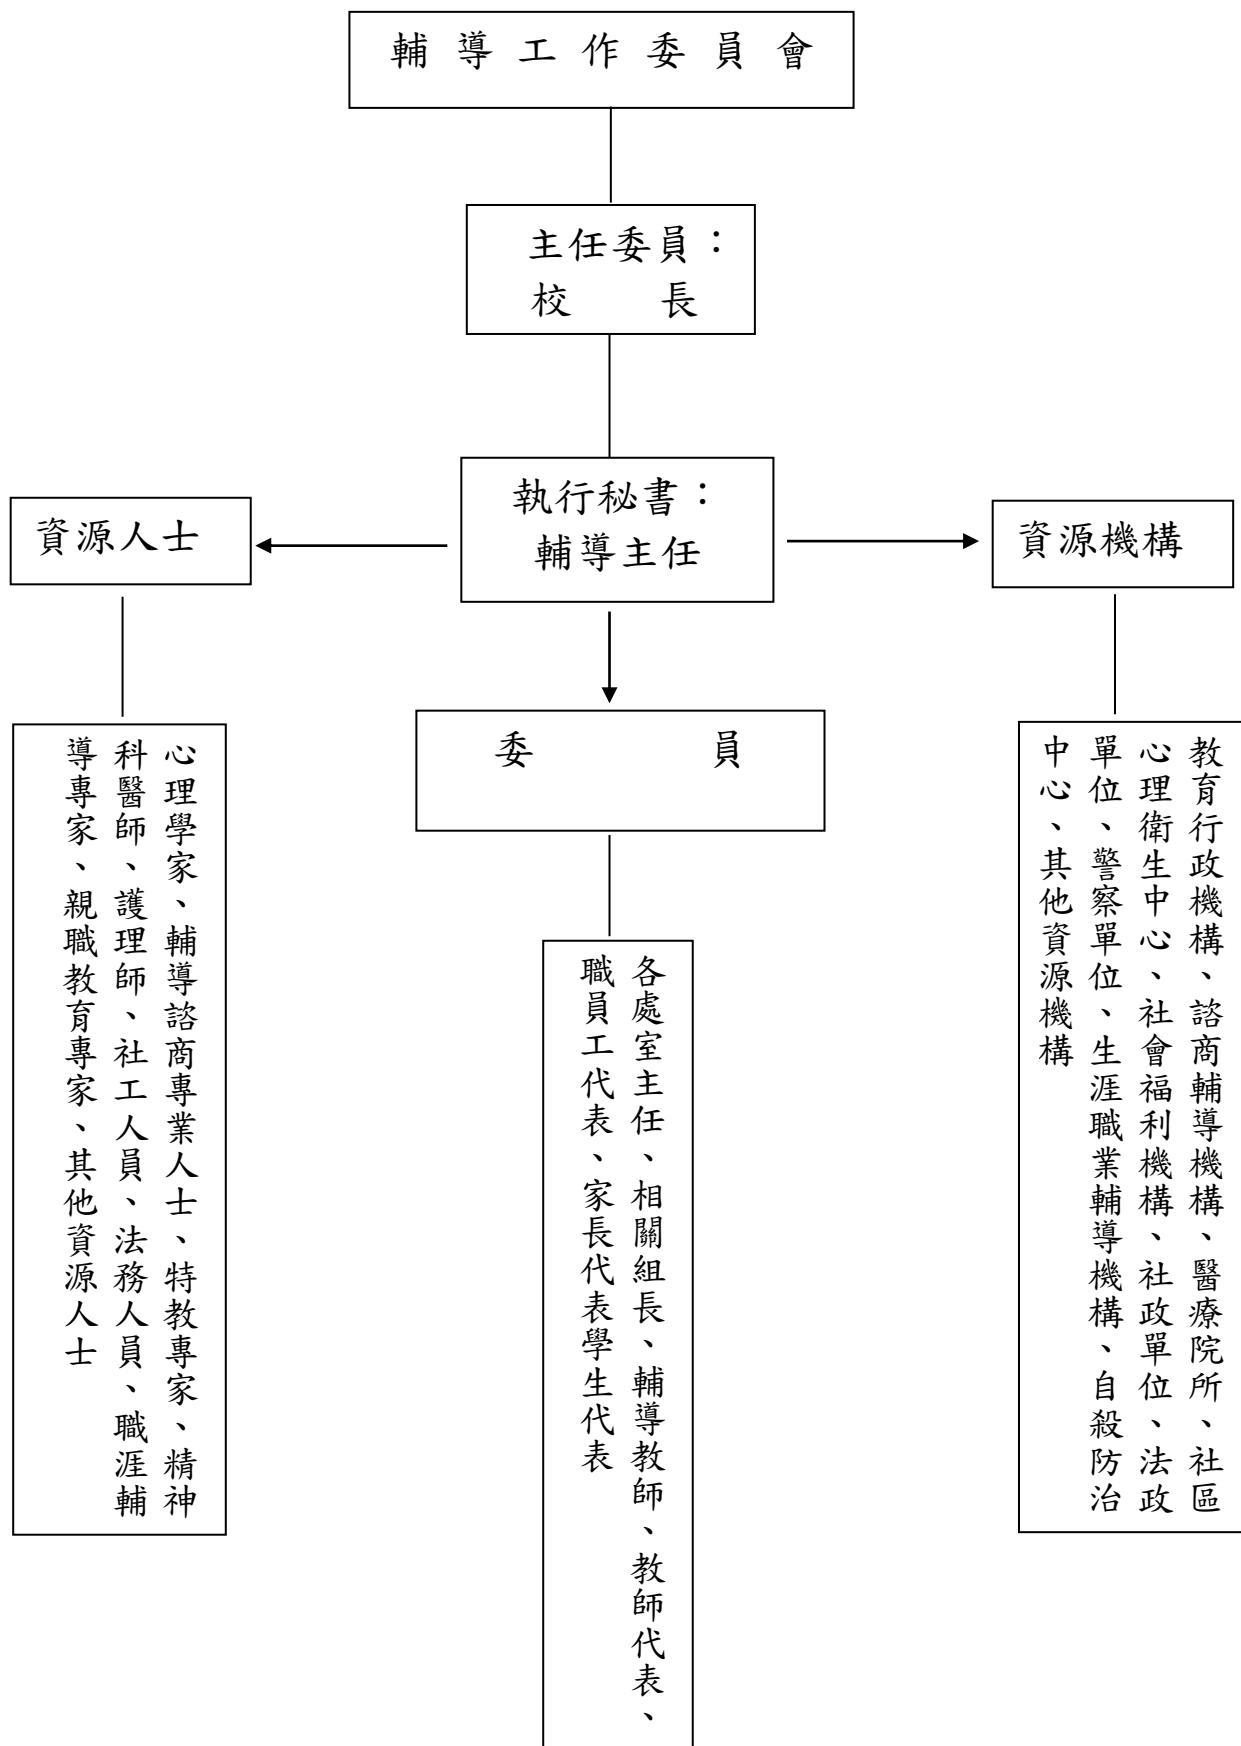 輔導工作委員會
主任委員：
校長
執行秘書：
輔導主任
資源人士
資源機構
委員
心理學家、輔導諮商專業人士、特教專家、精神
科醫師、護理師、社工人員、法務人員、職涯輔
導專家、親職教育專家、其他資源人士
各處室主任、相關組長、輔導教師、教師代表、
職員工代表、家長代表學生代表
教育行政機構、諮商輔導機構、醫療院所、社區
心理衛生中心、社會福利機構、社政單位、法政
單位、警察單位、生涯職業輔導機構、自殺防治
中心、其他資源機構